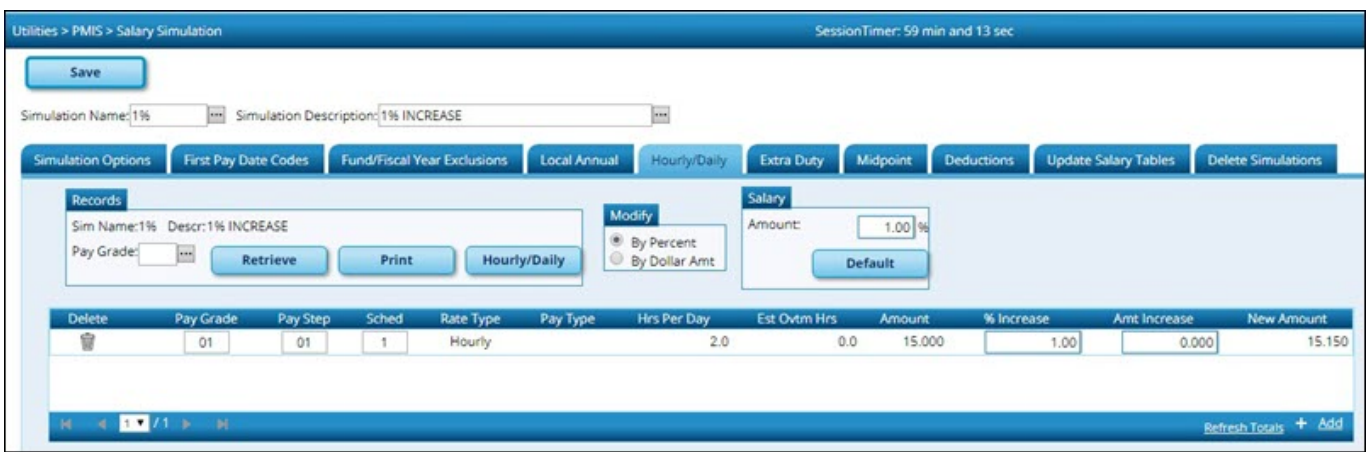 Utilities > PMIS > Salary Simulation SessionTimer: 59 min and 13 sec
Save
Simulation Name: 1% ... Simulation Description: 1% INCREASE ...
Simulation Options First Pay Date Codes Fund/Fiscal Year Exclusions Local Annual Hourly/Daily Extra Duty Midpoint Deductions Update Salary Tables Delete Simulations
Records
Sim Name:1% Descr:1% INCREASE
Pay Grade: ... Retrieve Print Hourly/Daily
Modify
By Percent
By Dollar Amt
Salary
Amount: 1.00 %
Default
Delete Pay Grade Pay Step Sched Rate Type Pay Type Hrs Per Day Est Ovtm Hrs Amount % Increase Amt Increase New Amount
01 01 1 Hourly 2.0 0.0 15.000 1.00 0.000 15.150
1 / 1 Refresh Totals + Add